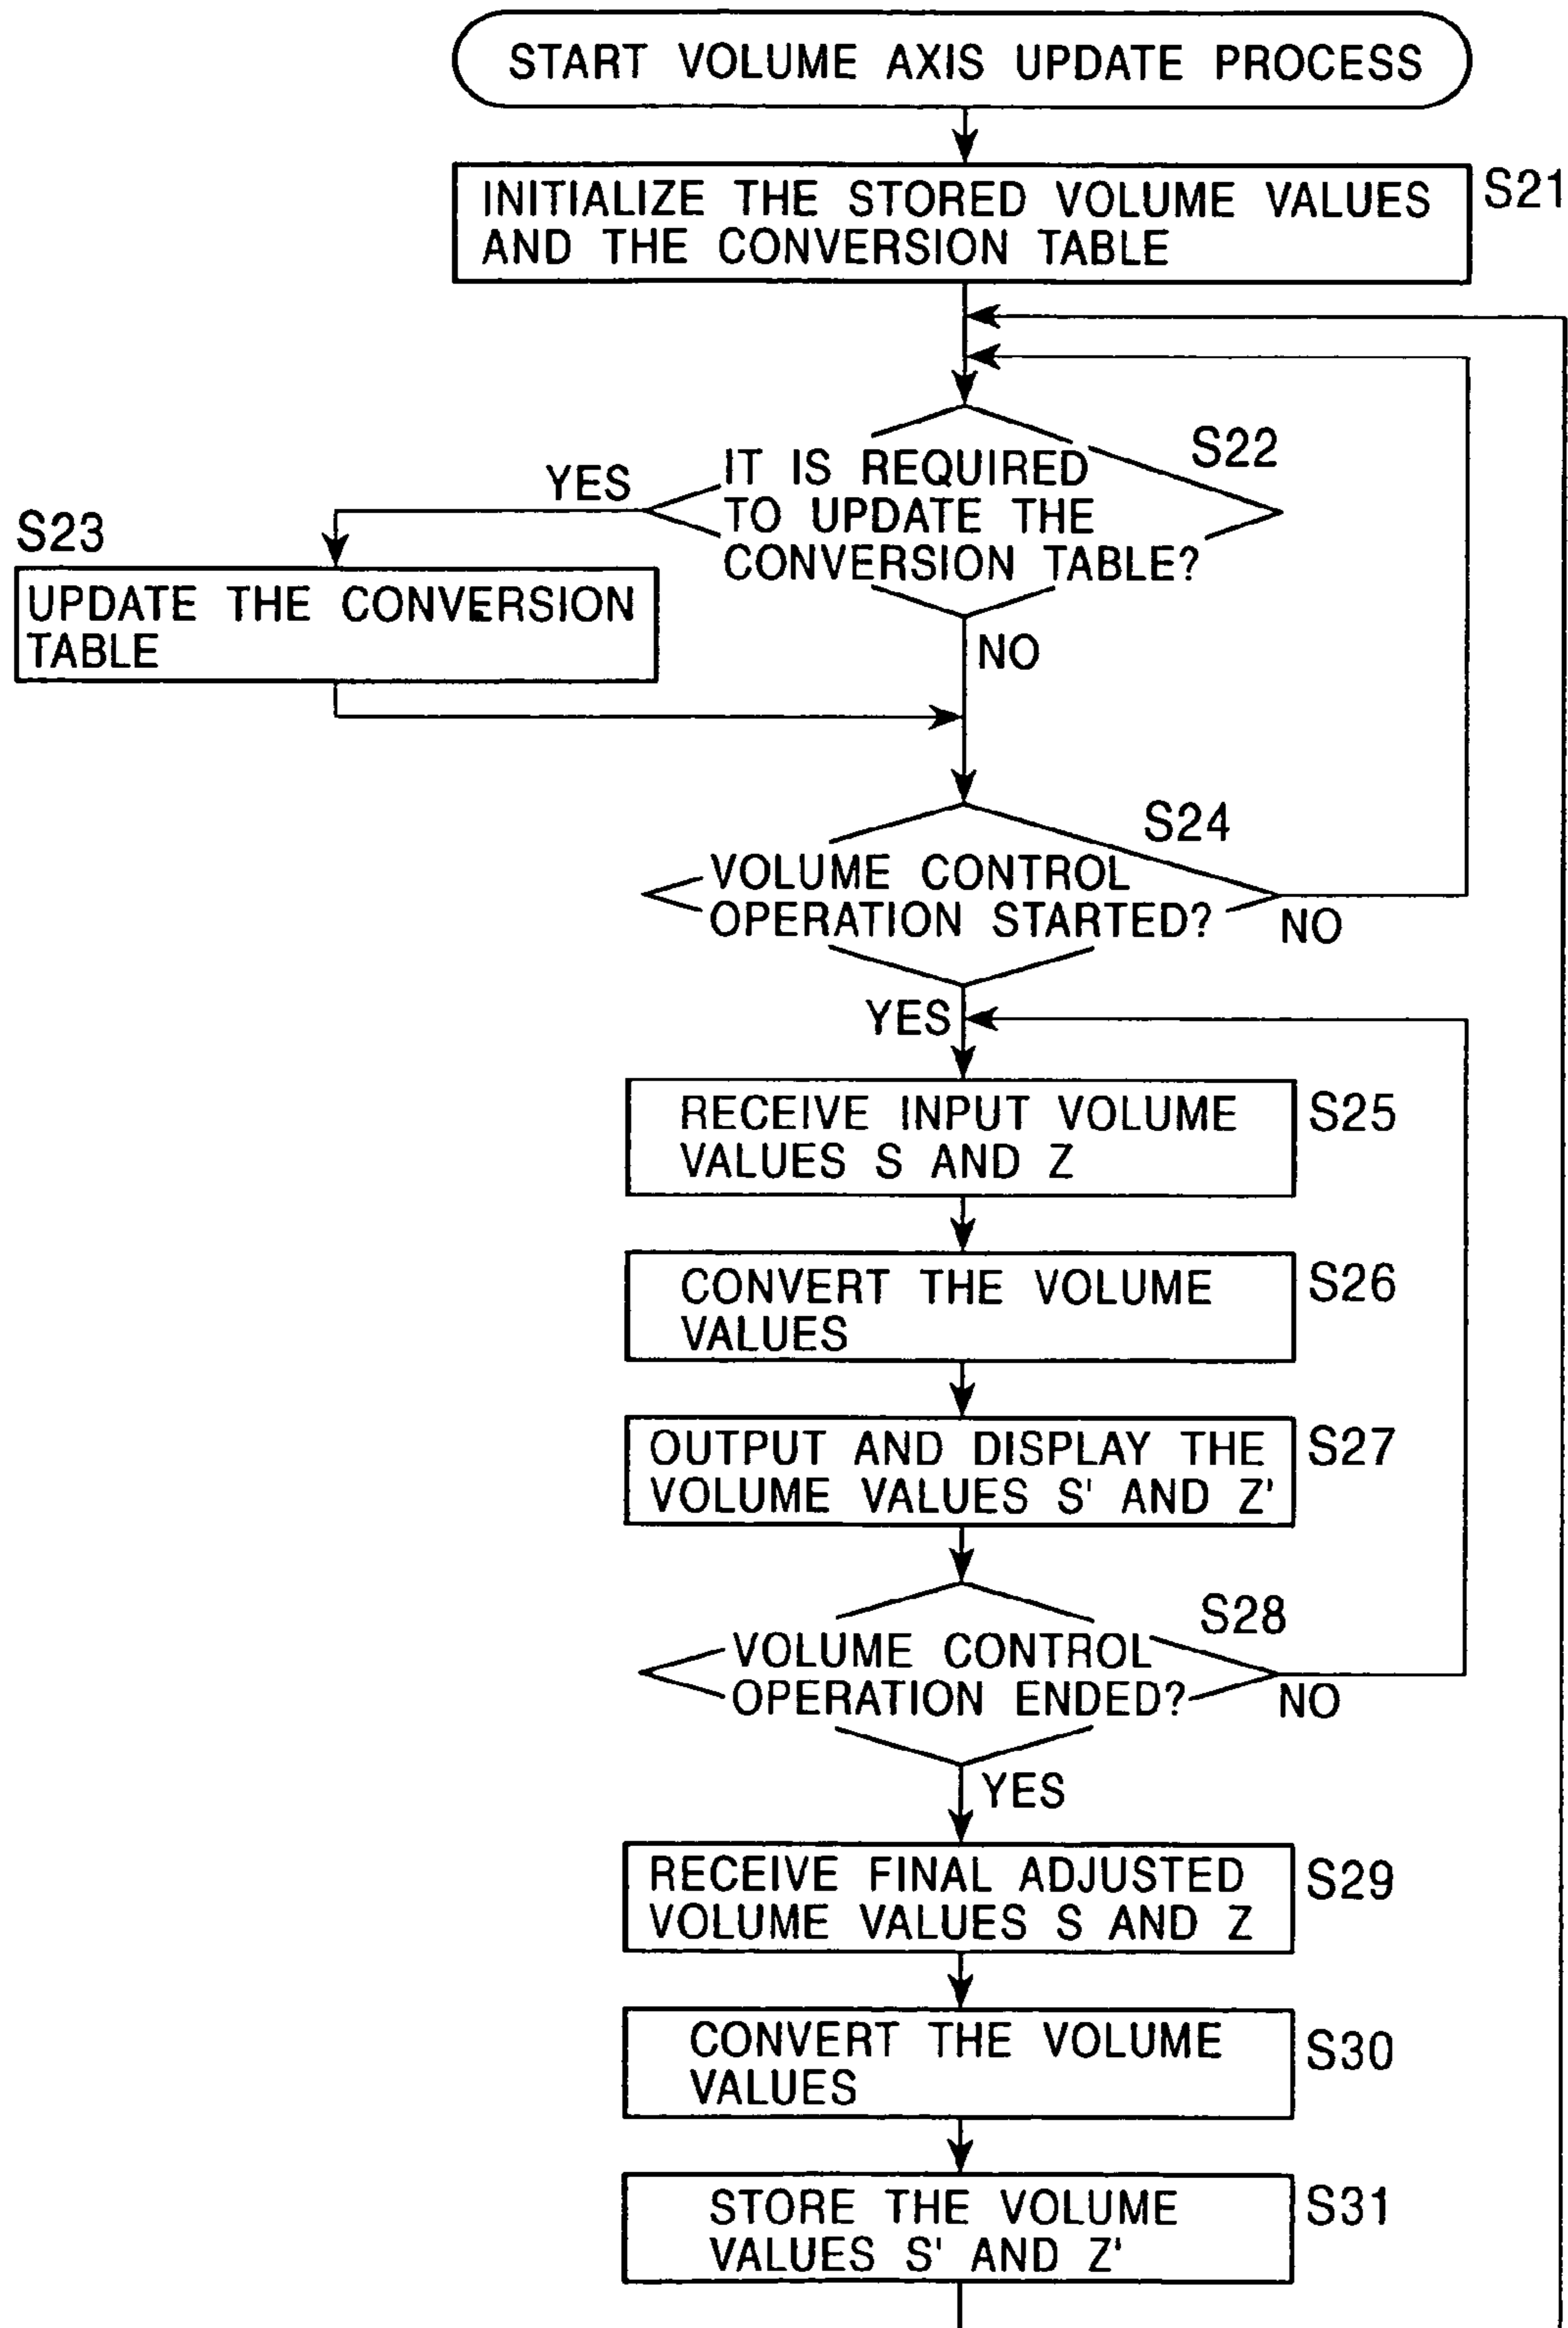 START VOLUME AXIS UPDATE PROCESS
INITIALIZE THE STORED VOLUME VALUES
AND THE CONVERSION TABLE
S21
S22
IT IS REQUIRED
TO UPDATE THE
CONVERSION TABLE?
YES
NO
S23
UPDATE THE CONVERSION
TABLE
S24
VOLUME CONTROL
OPERATION STARTED?
NO
YES
RECEIVE INPUT VOLUME
VALUES S AND Z
S25
CONVERT THE VOLUME
VALUES
S26
OUTPUT AND DISPLAY THE
VOLUME VALUES S' AND Z'
S27
S28
VOLUME CONTROL
OPERATION ENDED?
NO
YES
RECEIVE FINAL ADJUSTED
VOLUME VALUES S AND Z
S29
CONVERT THE VOLUME
VALUES
S30
STORE THE VOLUME
VALUES S' AND Z'
S31